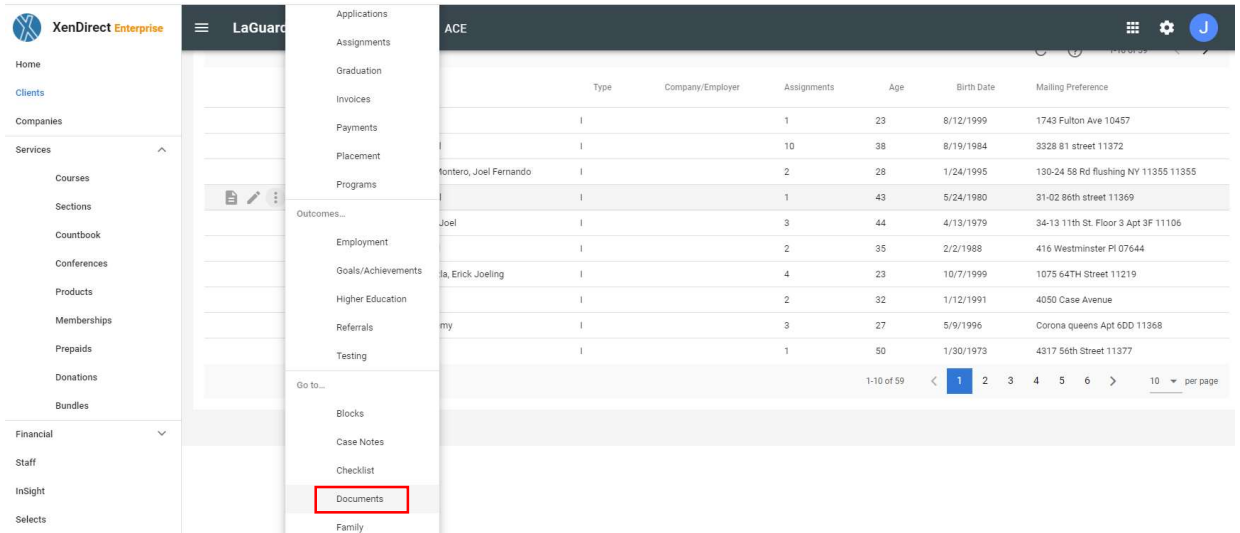 XenDirect Enterprise
LaGuard
ACE
J
Home
Clients
Companies
Services
Courses
Sections
Countbook
Conferences
Products
Memberships
Prepaids
Donations
Bundles
Financial
Staff
InSight
Selects
Applications
Assignments
Graduation
Invoices
Payments
Placement
Programs
Outcomes...
Employment
Goals/Achievements
Higher Education
Referrals
Testing
Go to...
Blocks
Case Notes
Checklist
Documents
Family
1-10 of 59
Type Company/Employer Assignments Age Birth Date Mailing Preference
I 1 23 8/12/1999 1743 Fulton Ave 10457
I 10 38 8/19/1984 3328 81 street 11372
Montero, Joel Fernando I 2 28 1/24/1995 130-24 58 Rd flushing NY 11355 11355
I 1 43 5/24/1980 31-02 86th street 11369
Joel I 3 44 4/13/1979 34-13 11th St. Floor 3 Apt 3F 11106
I 2 35 2/2/1988 416 Westminster Pl 07644
la, Erick Joeling I 4 23 10/7/1999 1075 64TH Street 11219
I 2 32 1/12/1991 4050 Case Avenue
my I 3 27 5/9/1996 Corona queens Apt 6DD 11368
I 1 50 1/30/1973 4317 56th Street 11377
1-10 of 59 1 2 3 4 5 6 10 per page